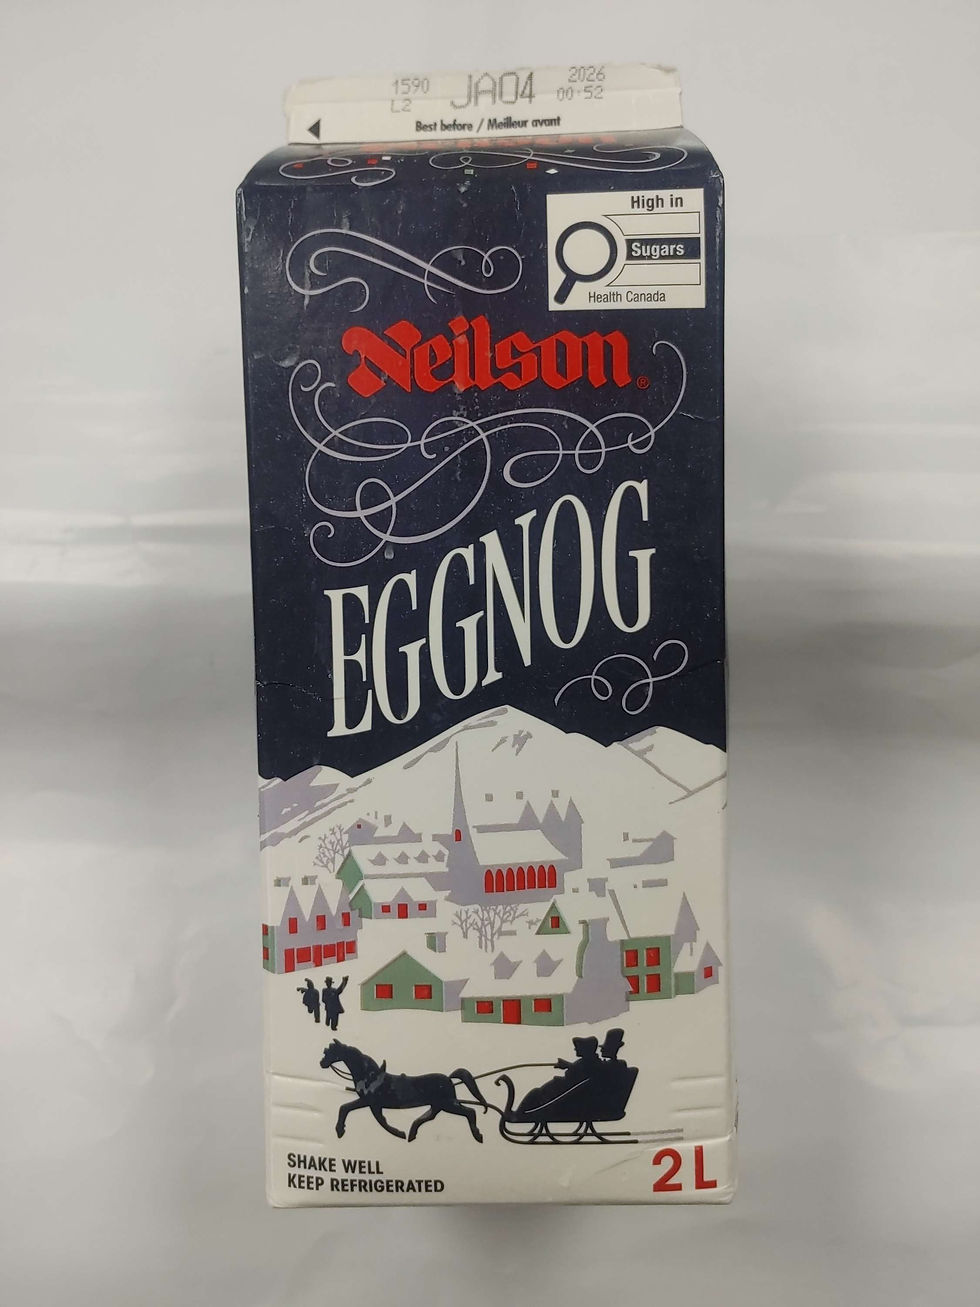 1590 JA04 2026
L2 00:52
Best before / Meilleur avant
High in
Sugars
Health Canada
Neilson®
EGGNOG
SHAKE WELL
KEEP REFRIGERATED
2 L